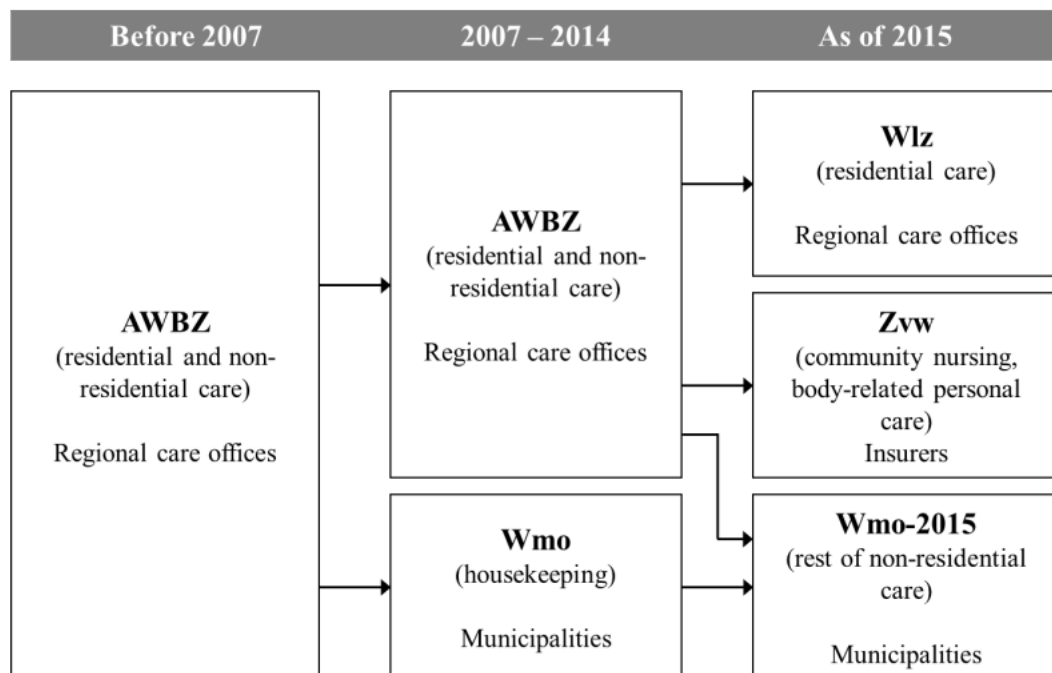 Before 2007
2007 – 2014
As of 2015
AWBZ
(residential and non-
residential care)
Regional care offices
AWBZ
(residential and non-
residential care)
Regional care offices
Wmo
(housekeeping)
Municipalities
Wlz
(residential care)
Regional care offices
Zvw
(community nursing,
body-related personal
care)
Insurers
Wmo-2015
(rest of non-residential
care)
Municipalities